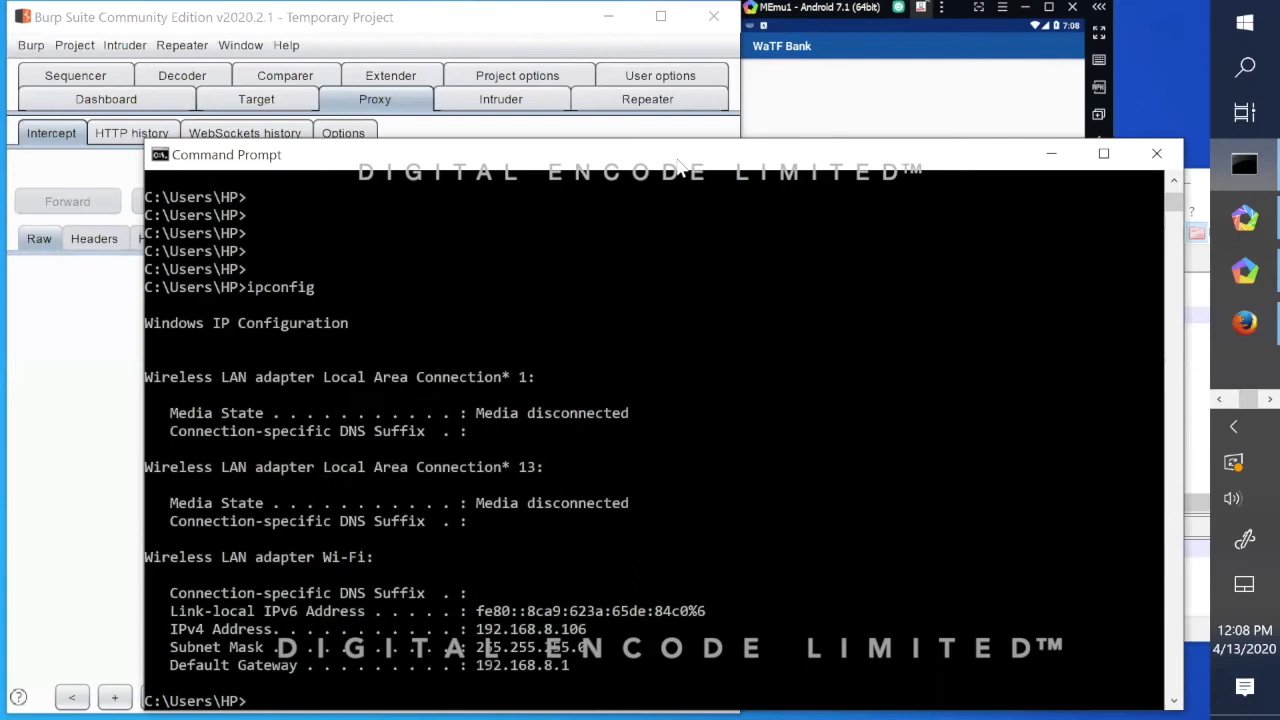 Burp Suite Community Edition v2020.2.1 - Temporary Project
MEmu1 - Android 7.1 (64bit)
Burp Project Intruder Repeater Window Help
7:08
WaTF Bank
Sequencer Decoder Comparer Extender Project options User options
Dashboard Target Proxy Intruder Repeater
Intercept HTTP history WebSockets history Options
Command Prompt
DIGITAL ENCODE LIMITED™
Forward
Raw Headers
C:\Users\HP>
C:\Users\HP>
C:\Users\HP>
C:\Users\HP>
C:\Users\HP>
C:\Users\HP>ipconfig
Windows IP Configuration
Wireless LAN adapter Local Area Connection* 1:
Media State . . . . . . . . . . . : Media disconnected
Connection-specific DNS Suffix . :
Wireless LAN adapter Local Area Connection* 13:
Media State . . . . . . . . . . . : Media disconnected
Connection-specific DNS Suffix . :
Wireless LAN adapter Wi-Fi:
Connection-specific DNS Suffix . :
Link-local IPv6 Address . . . . . : fe80::8ca9:623a:65de:84c0%6
IPv4 Address. . . . . . . . . . . : 192.168.8.106
Subnet Mask . . . . . . . . . . . : 255.255.255.0
DIGITAL ENCODE LIMITED™
Default Gateway . . . . . . . . . : 192.168.8.1
C:\Users\HP>
12:08 PM
4/13/2020